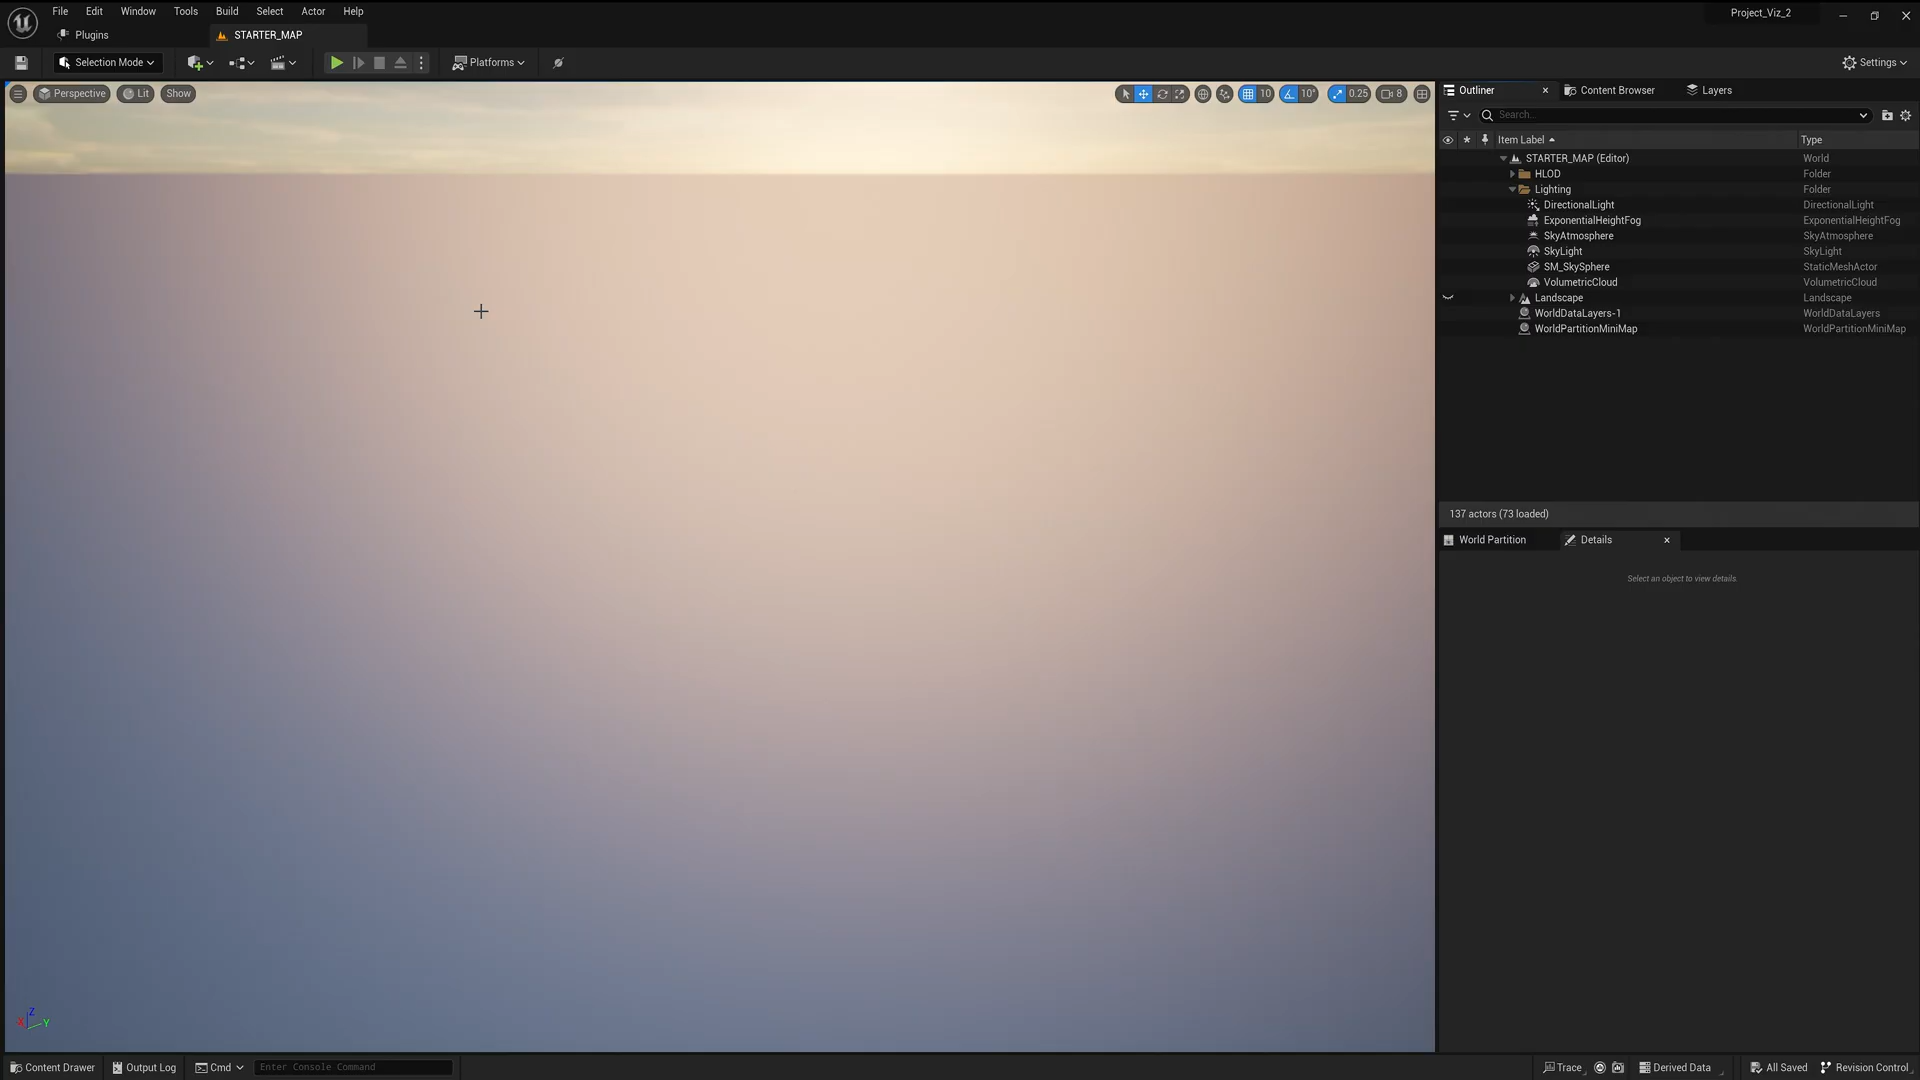 File Edit Window Tools Build Select Actor Help
Project_Viz_2
Plugins
STARTER_MAP
Selection Mode
Platforms
Settings
Perspective Lit Show
10 10° 0.25 8
Outliner
Content Browser
Layers
Search...
Item Label Type
STARTER_MAP (Editor) World
HLOD Folder
Lighting Folder
DirectionalLight DirectionalLight
ExponentialHeightFog ExponentialHeightFog
SkyAtmosphere SkyAtmosphere
SkyLight SkyLight
SM_SkySphere StaticMeshActor
VolumetricCloud VolumetricCloud
Landscape Landscape
WorldDataLayers-1 WorldDataLayers
WorldPartitionMiniMap WorldPartitionMiniMap
137 actors (73 loaded)
World Partition Details
Select an object to view details.
Z
X Y
Content Drawer Output Log Cmd Enter Console Command
Trace Derived Data All Saved Revision Control